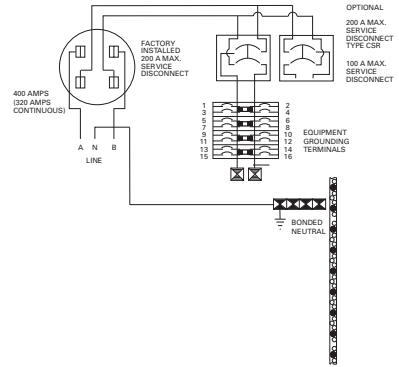 OPTIONAL
200 A MAX.
SERVICE
DISCONNECT
TYPE CSR
100 A MAX.
SERVICE
DISCONNECT
FACTORY
INSTALLED
200 A MAX.
SERVICE
DISCONNECT
400 AMPS
(320 AMPS
CONTINUOUS)
A N B
LINE
1 2
3 4
5 6
7 8
9 10
11 12
13 14
15 16
EQUIPMENT
GROUNDING
TERMINALS
BONDED
NEUTRAL